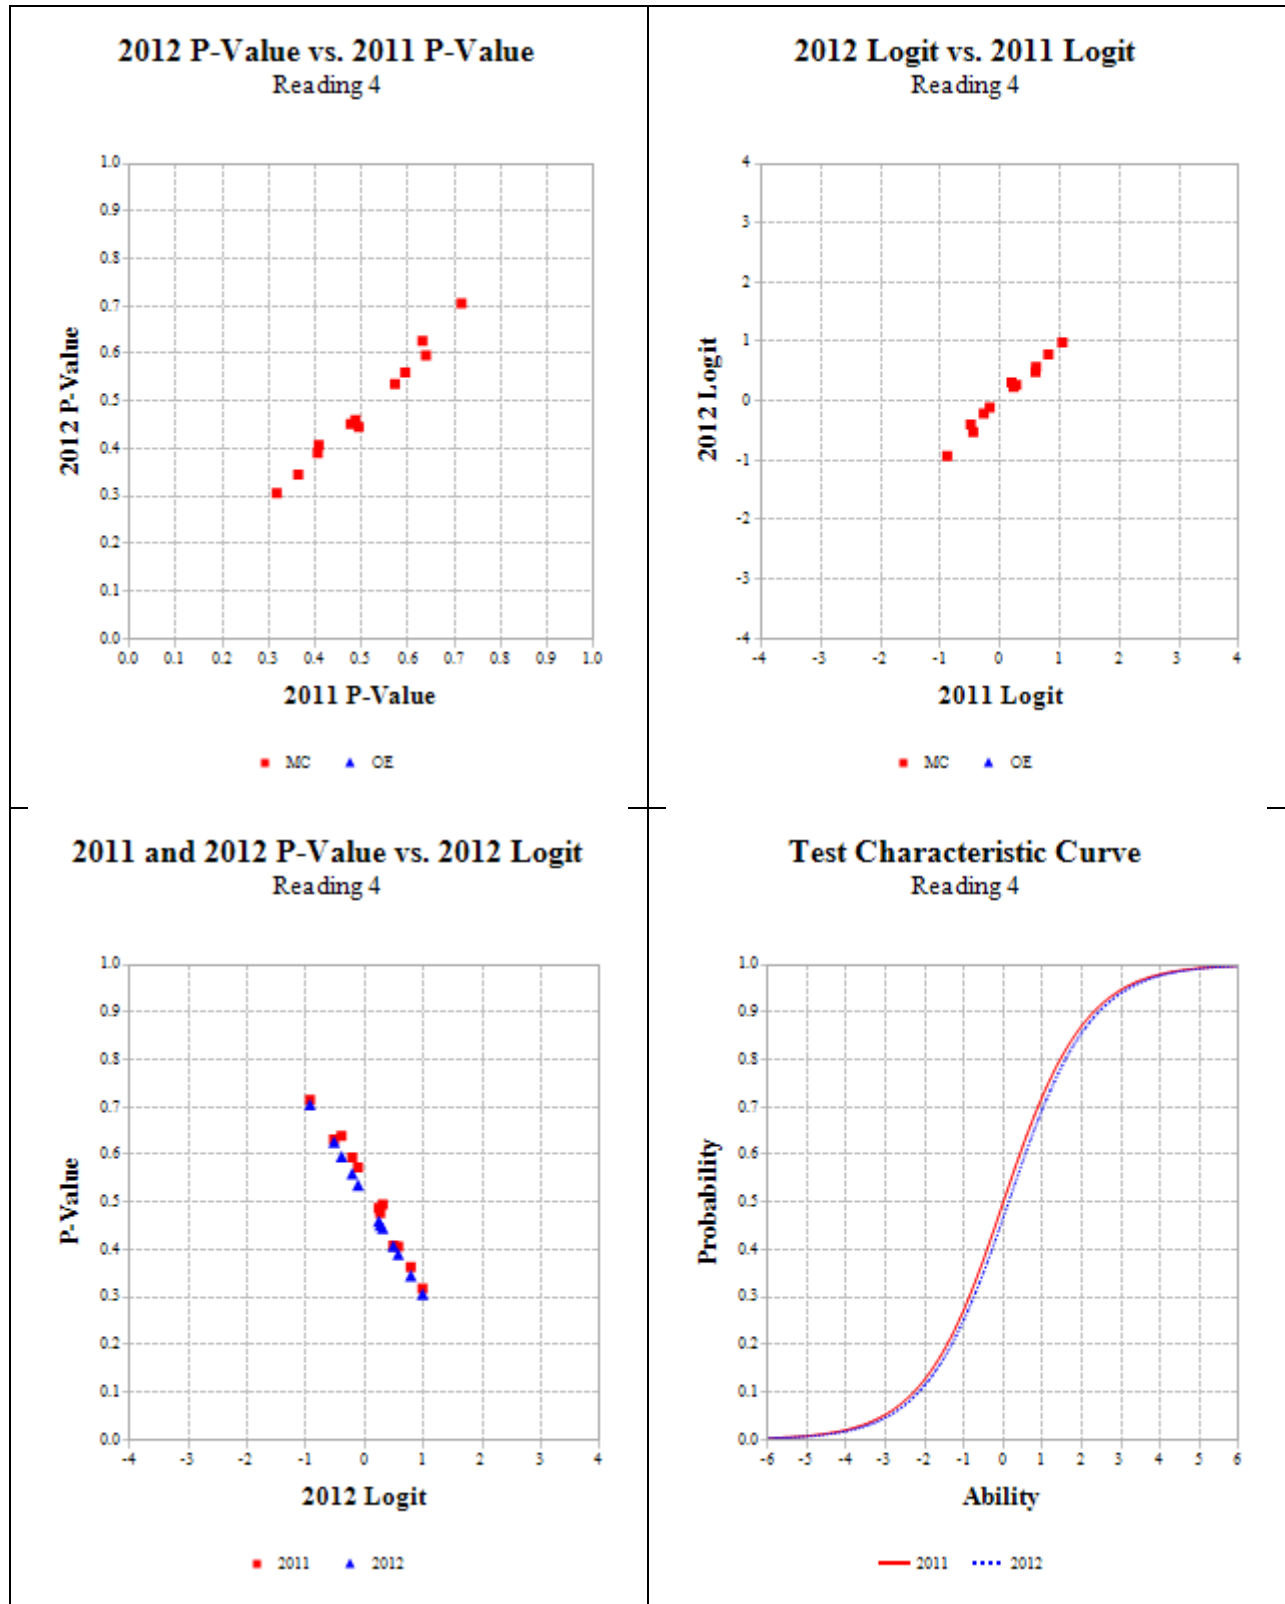 2012 P-Value vs. 2011 P-Value
Reading 4
1.0
0.9
0.8
0.7
0.6
0.5
0.4
0.3
0.2
0.1
0.0
2012 P-Value
0.0 0.1 0.2 0.3 0.4 0.5 0.6 0.7 0.8 0.9 1.0
2011 P-Value
MC OE
2012 Logit vs. 2011 Logit
Reading 4
4
3
2
1
0
-1
-2
-3
-4
2012 Logit
-4 -3 -2 -1 0 1 2 3 4
2011 Logit
MC OE
2011 and 2012 P-Value vs. 2012 Logit
Reading 4
1.0
0.9
0.8
0.7
0.6
0.5
0.4
0.3
0.2
0.1
0.0
P-Value
-4 -3 -2 -1 0 1 2 3 4
2012 Logit
2011 2012
Test Characteristic Curve
Reading 4
1.0
0.9
0.8
0.7
0.6
0.5
0.4
0.3
0.2
0.1
0.0
Probability
-6 -5 -4 -3 -2 -1 0 1 2 3 4 5 6
Ability
2011 2012